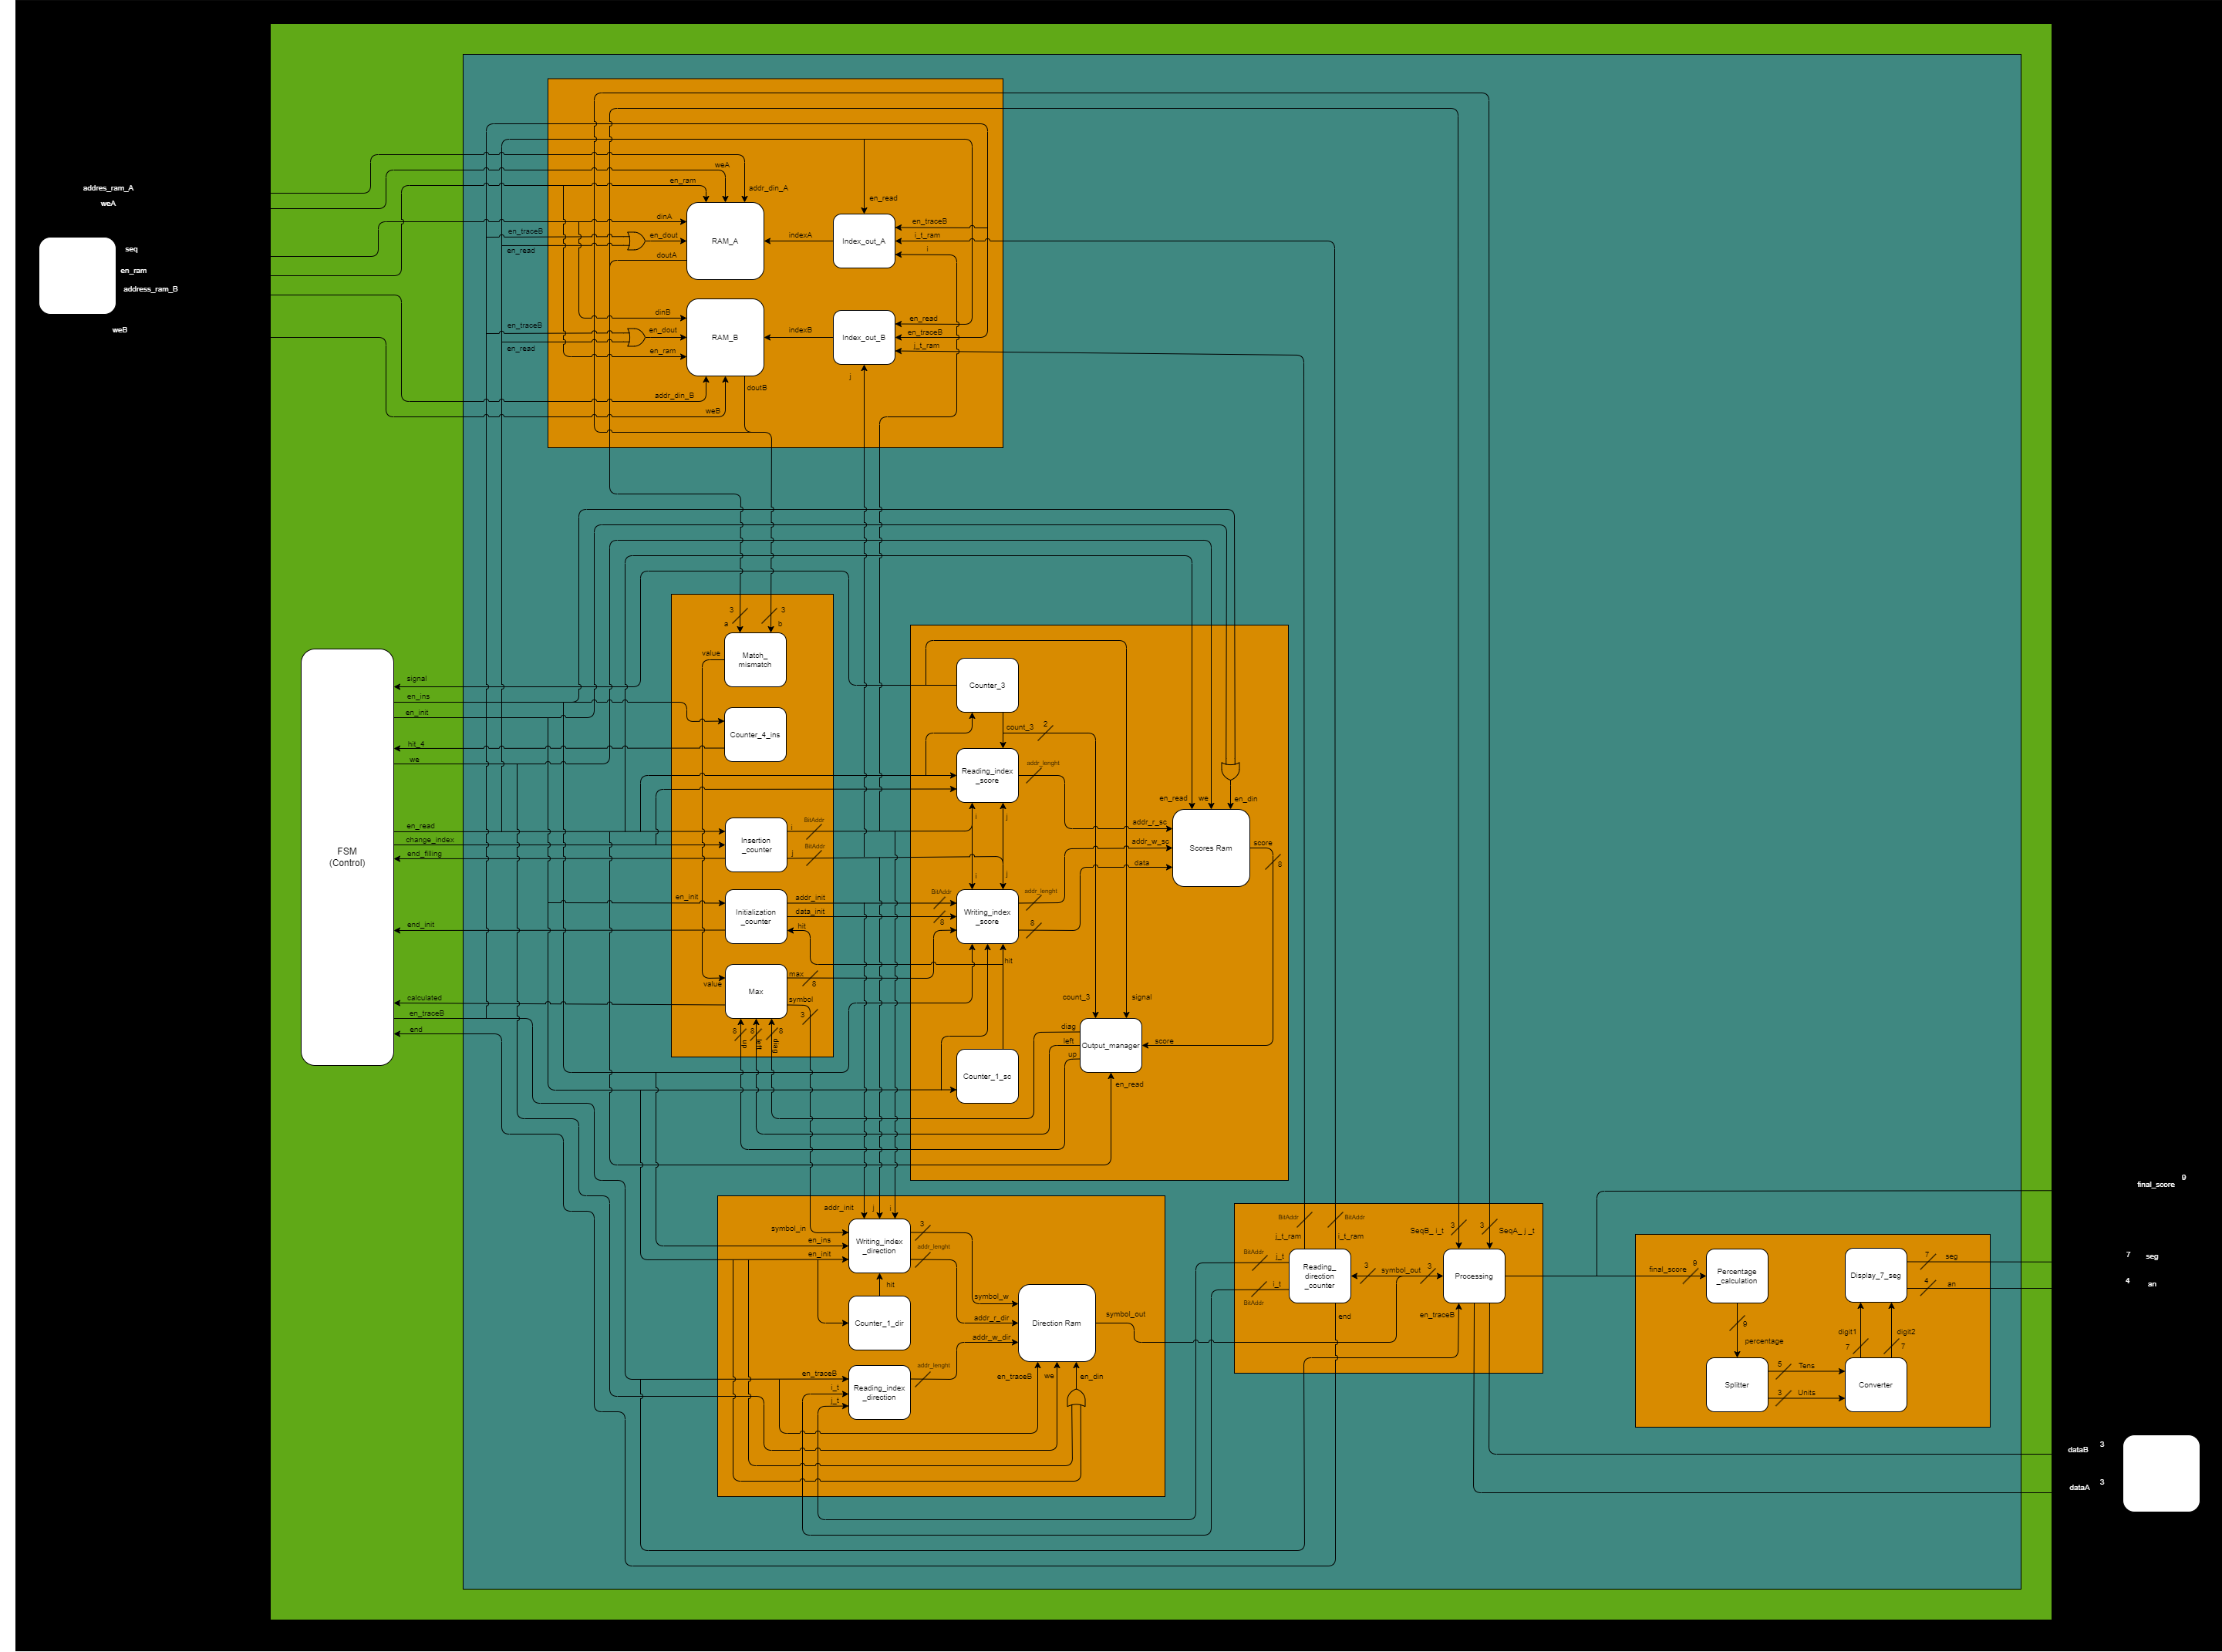 addres_ram_A
weA
seq
en_ram
address_ram_B
weB
weA
en_ram
addr_din_A
en_read
dinA
en_traceB
en_dout
en_read
doutA
RAM_A
indexA
Index_out_A
en_traceB
i_t_ram
i
dinB
en_traceB
en_dout
en_read
en_ram
RAM_B
indexB
Index_out_B
en_read
en_traceB
j_t_ram
j
doutB
addr_din_B
weB
FSM
(Control)
signal
en_ins
en_init
hit_4
we
en_read
change_index
end_filling
end_init
calculated
en_traceB
end
3
3
a
b
value
Match_
mismatch
Counter_4_ins
Insertion
_counter
i
BitAddr
j
BitAddr
en_init
Initialization
_counter
addr_init
data_init
hit
BitAddr
8
value
Max
max
8
symbol
3
8
8
8
up
left
diag
Counter_3
count_3
2
Reading_index
_score
addr_lenght
i
j
i
j
Writing_index
_score
addr_lenght
8
hit
en_read
we
en_din
addr_r_sc
addr_w_sc
data
Scores Ram
score
8
count_3
signal
diag
left
up
Output_manager
score
en_read
Counter_1_sc
addr_init
j
i
symbol_in
en_ins
en_init
Writing_index
_direction
3
addr_lenght
hit
Counter_1_dir
symbol_w
addr_r_dir
addr_w_dir
Direction Ram
symbol_out
en_traceB
i_t
j_t
Reading_index
_direction
addr_lenght
en_traceB
we
en_din
BitAddr
BitAddr
j_t_ram
i_t_ram
BitAddr
j_t
i_t
BitAddr
Reading_
direction
_counter
end
3
symbol_out
3
SeqB_ i_t
3
3
SeqA_ j_t
Processing
en_traceB
final_score
9
Percentage
_calculation
9
percentage
Splitter
5
Tens
3
Units
Converter
digit1
7
digit2
7
Display_7_seg
7
seg
4
an
final_score
9
7
seg
4
an
dataB
3
dataA
3